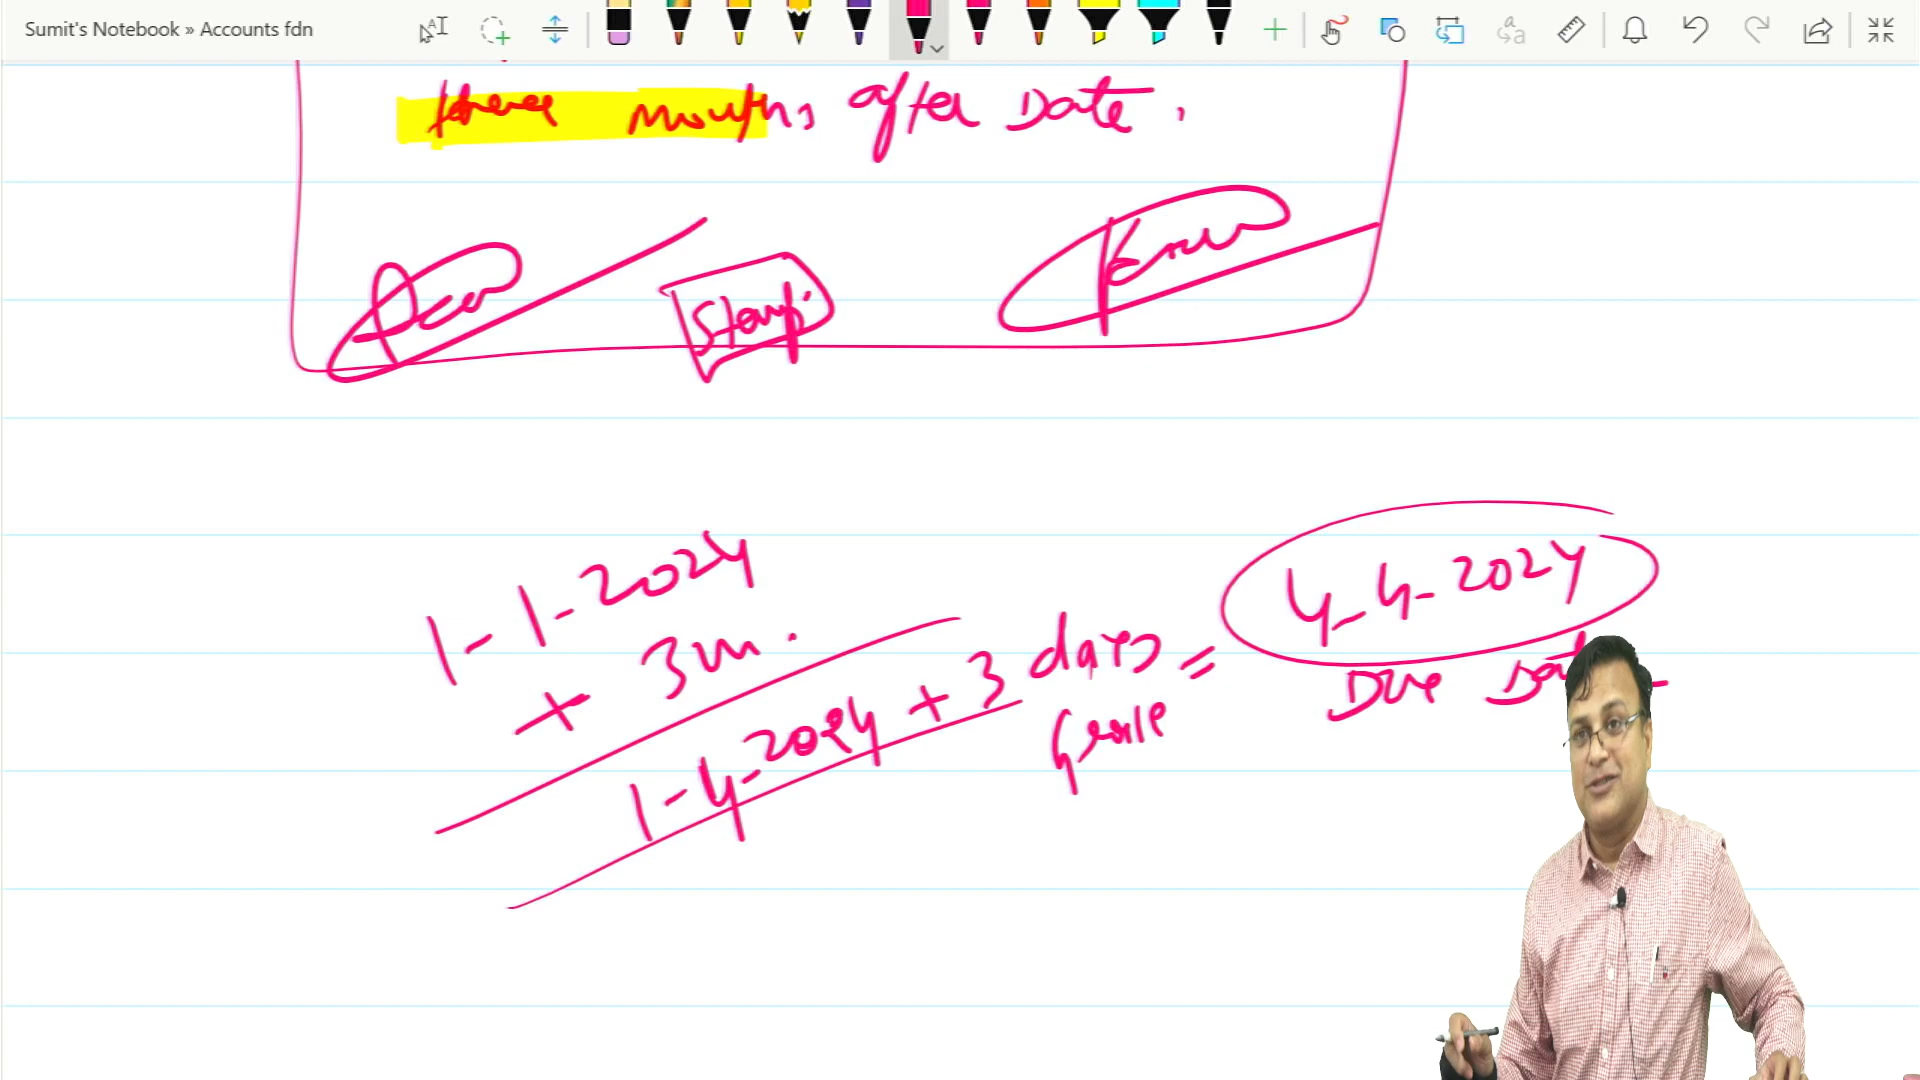 Sumit's Notebook » Accounts fdn
three months after Date.
Stamp
1-1-2024
+ 3m.
1-4-2024 + 3 days = 4-4-2024
Grace
Due Date